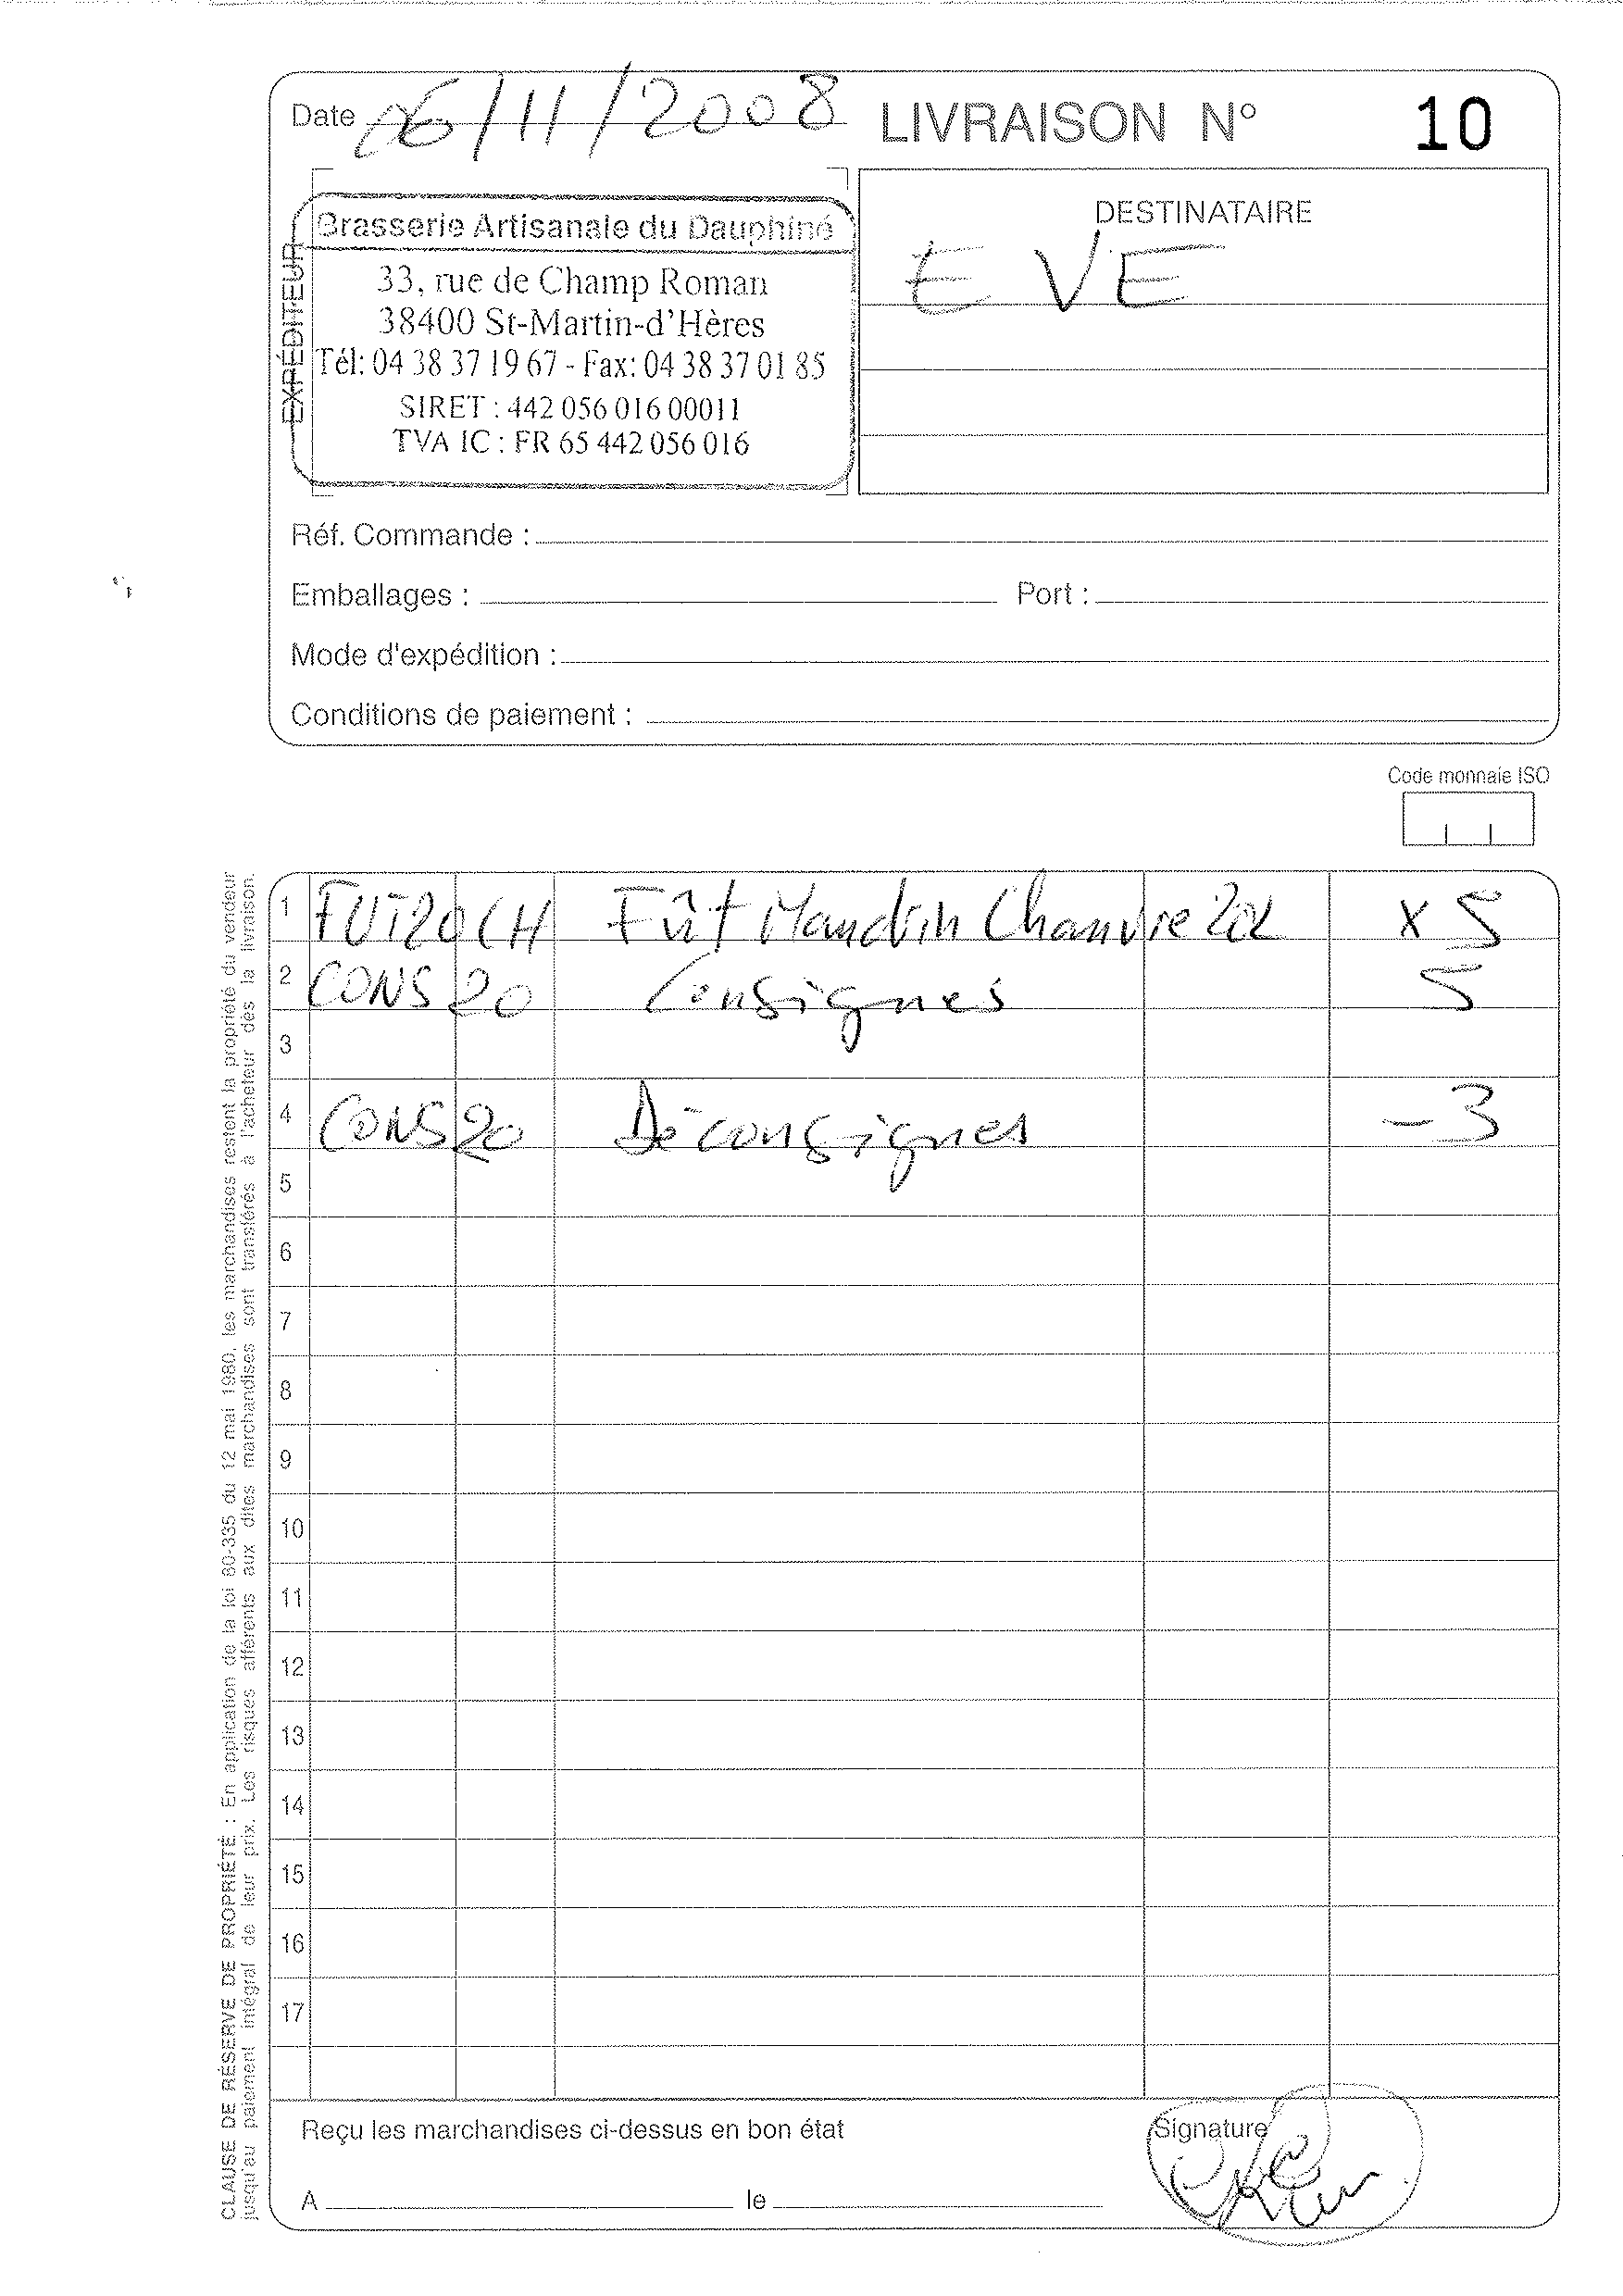 Date 06/11/2008 LIVRAISON N° 10
EXPÉDITEUR
Brasserie Artisanale du Dauphiné
33, rue de Champ Roman
38400 St-Martin-d'Hères
Tél: 04 38 37 19 67 - Fax: 04 38 37 01 85
SIRET : 442 056 016 00011
TVA IC : FR 65 442 056 016
DESTINATAIRE
EVE
Réf. Commande :
Emballages : Port :
Mode d'expédition :
Conditions de paiement :
Code monnaie ISO
1 FUT20CH Fût Mandrin Chanvre 20L x 5
2 CONS20 Consignes 5
3
4 CONS20 Déconsignes -3
5
6
7
8
9
10
11
12
13
14
15
16
17
Reçu les marchandises ci-dessus en bon état
Signature
A le
CLAUSE DE RÉSERVE DE PROPRIÉTÉ : En application de la loi 80-335 du 12 mai 1980, les marchandises restent la propriété du vendeur
jusqu'au paiement intégral de leur prix. Les risques afférents aux dites marchandises sont transférés à l'acheteur dès la livraison.